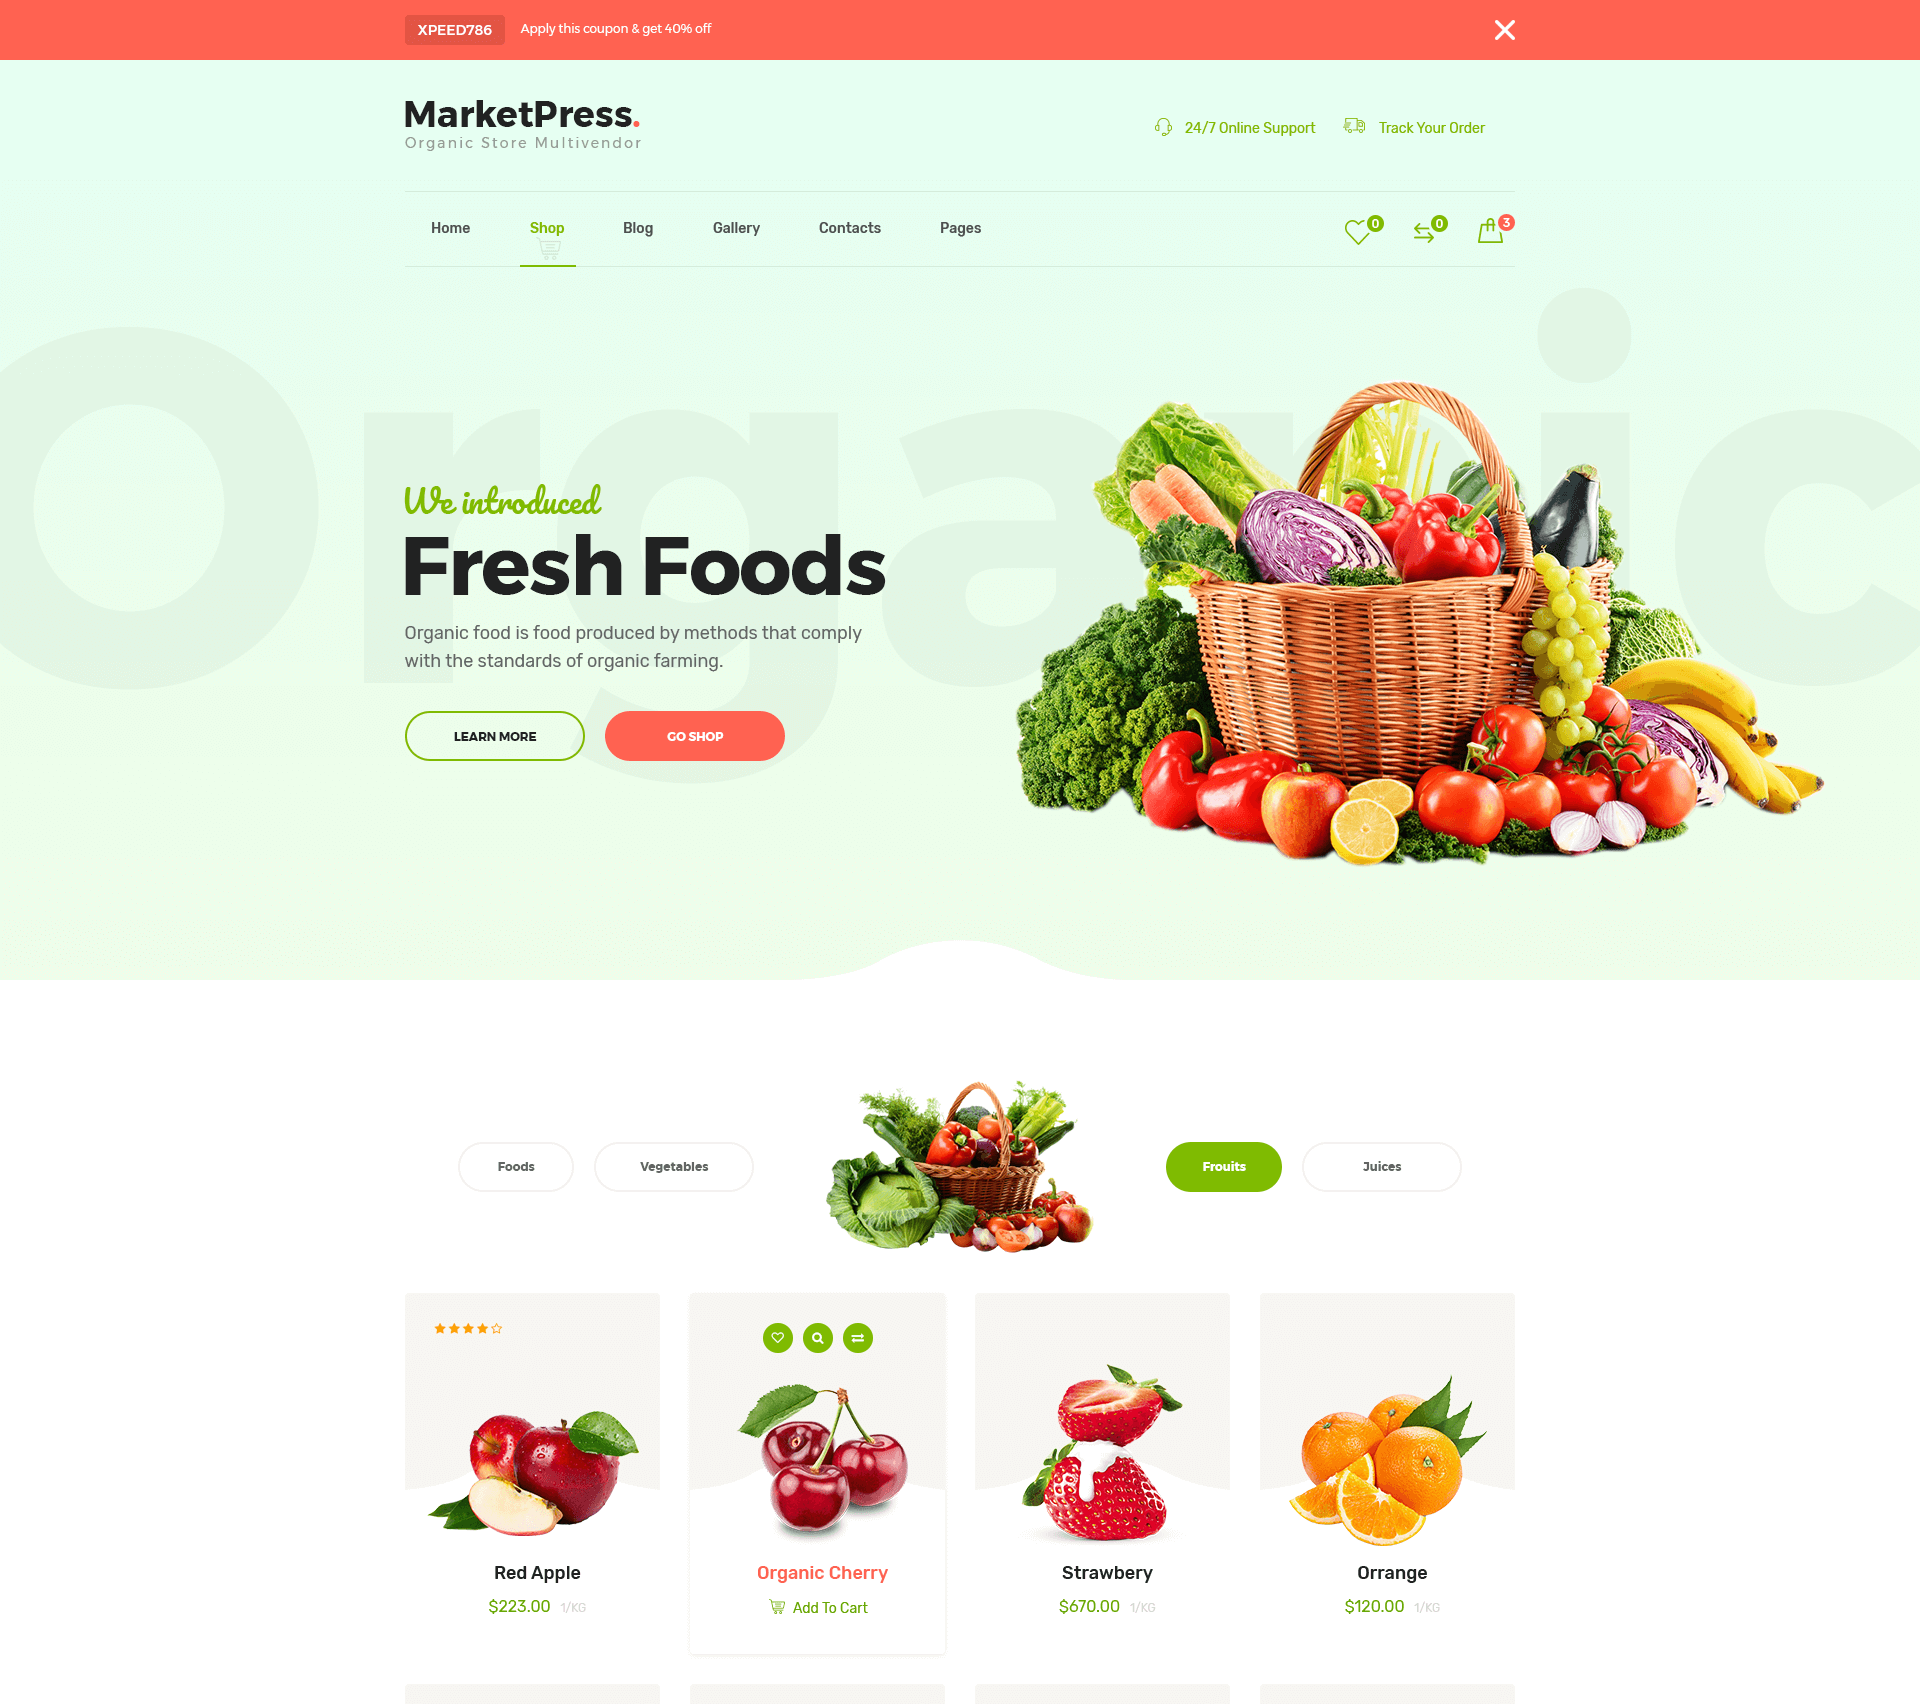 XPEED786
Apply this coupon & get 40% off
MarketPress.
Organic Store Multivendor
24/7 Online Support
Track Your Order
Home
Shop
Blog
Gallery
Contacts
Pages
0
0
3
Organic
We introduced
Fresh Foods
Organic food is food produced by methods that comply
with the standards of organic farming.
LEARN MORE
GO SHOP
Foods
Vegetables
Frouits
Juices
Red Apple
$223.00 1/KG
Organic Cherry
Add To Cart
Strawbery
$670.00 1/KG
Orrange
$120.00 1/KG